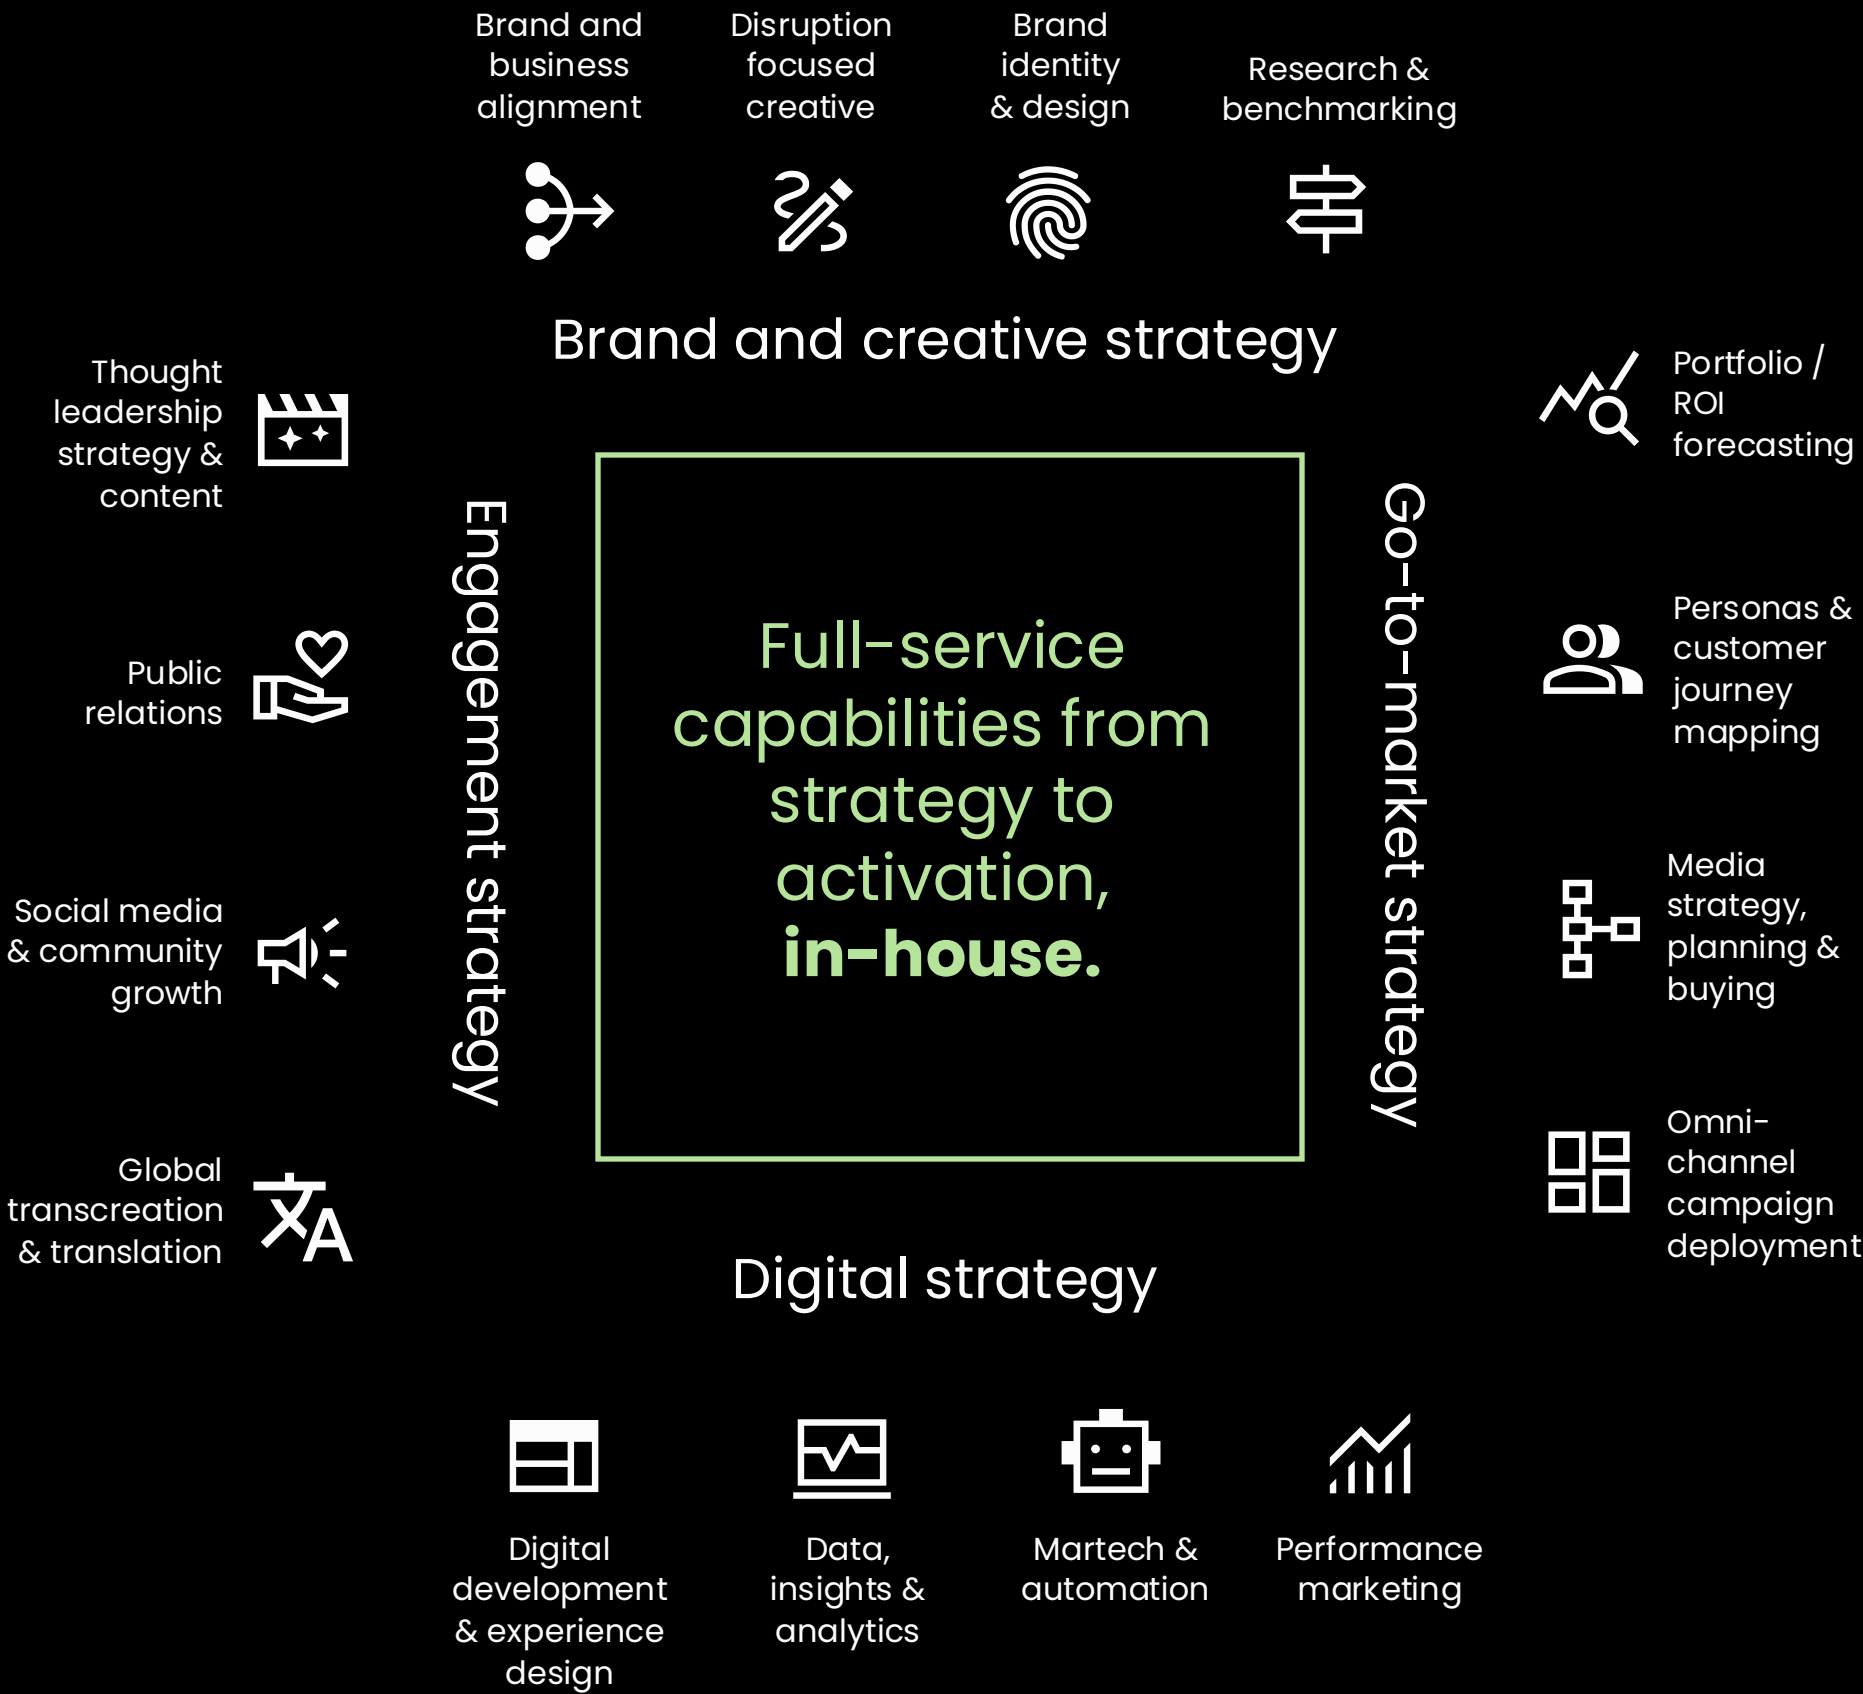 Brand and
business
alignment
Disruption
focused
creative
Brand
identity
& design
Research &
benchmarking
Brand and creative strategy
Thought
leadership
strategy &
content
Public
relations
Social media
& community
growth
Global
transcreation
& translation
Engagement strategy
Full-service
capabilities from
strategy to
activation,
in-house.
Go-to-market strategy
Portfolio /
ROI
forecasting
Personas &
customer
journey
mapping
Media
strategy,
planning &
buying
Omni-
channel
campaign
deployment
Digital strategy
Digital
development
& experience
design
Data,
insights &
analytics
Martech &
automation
Performance
marketing